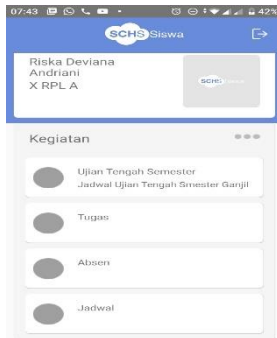 07:43 42%
SCHS Siswa
Riska Deviana
Andriani
X RPL A
SCHS
Kegiatan
Ujian Tengah Semester
Jadwal Ujian Tengah Smester Ganjil
Tugas
Absen
Jadwal